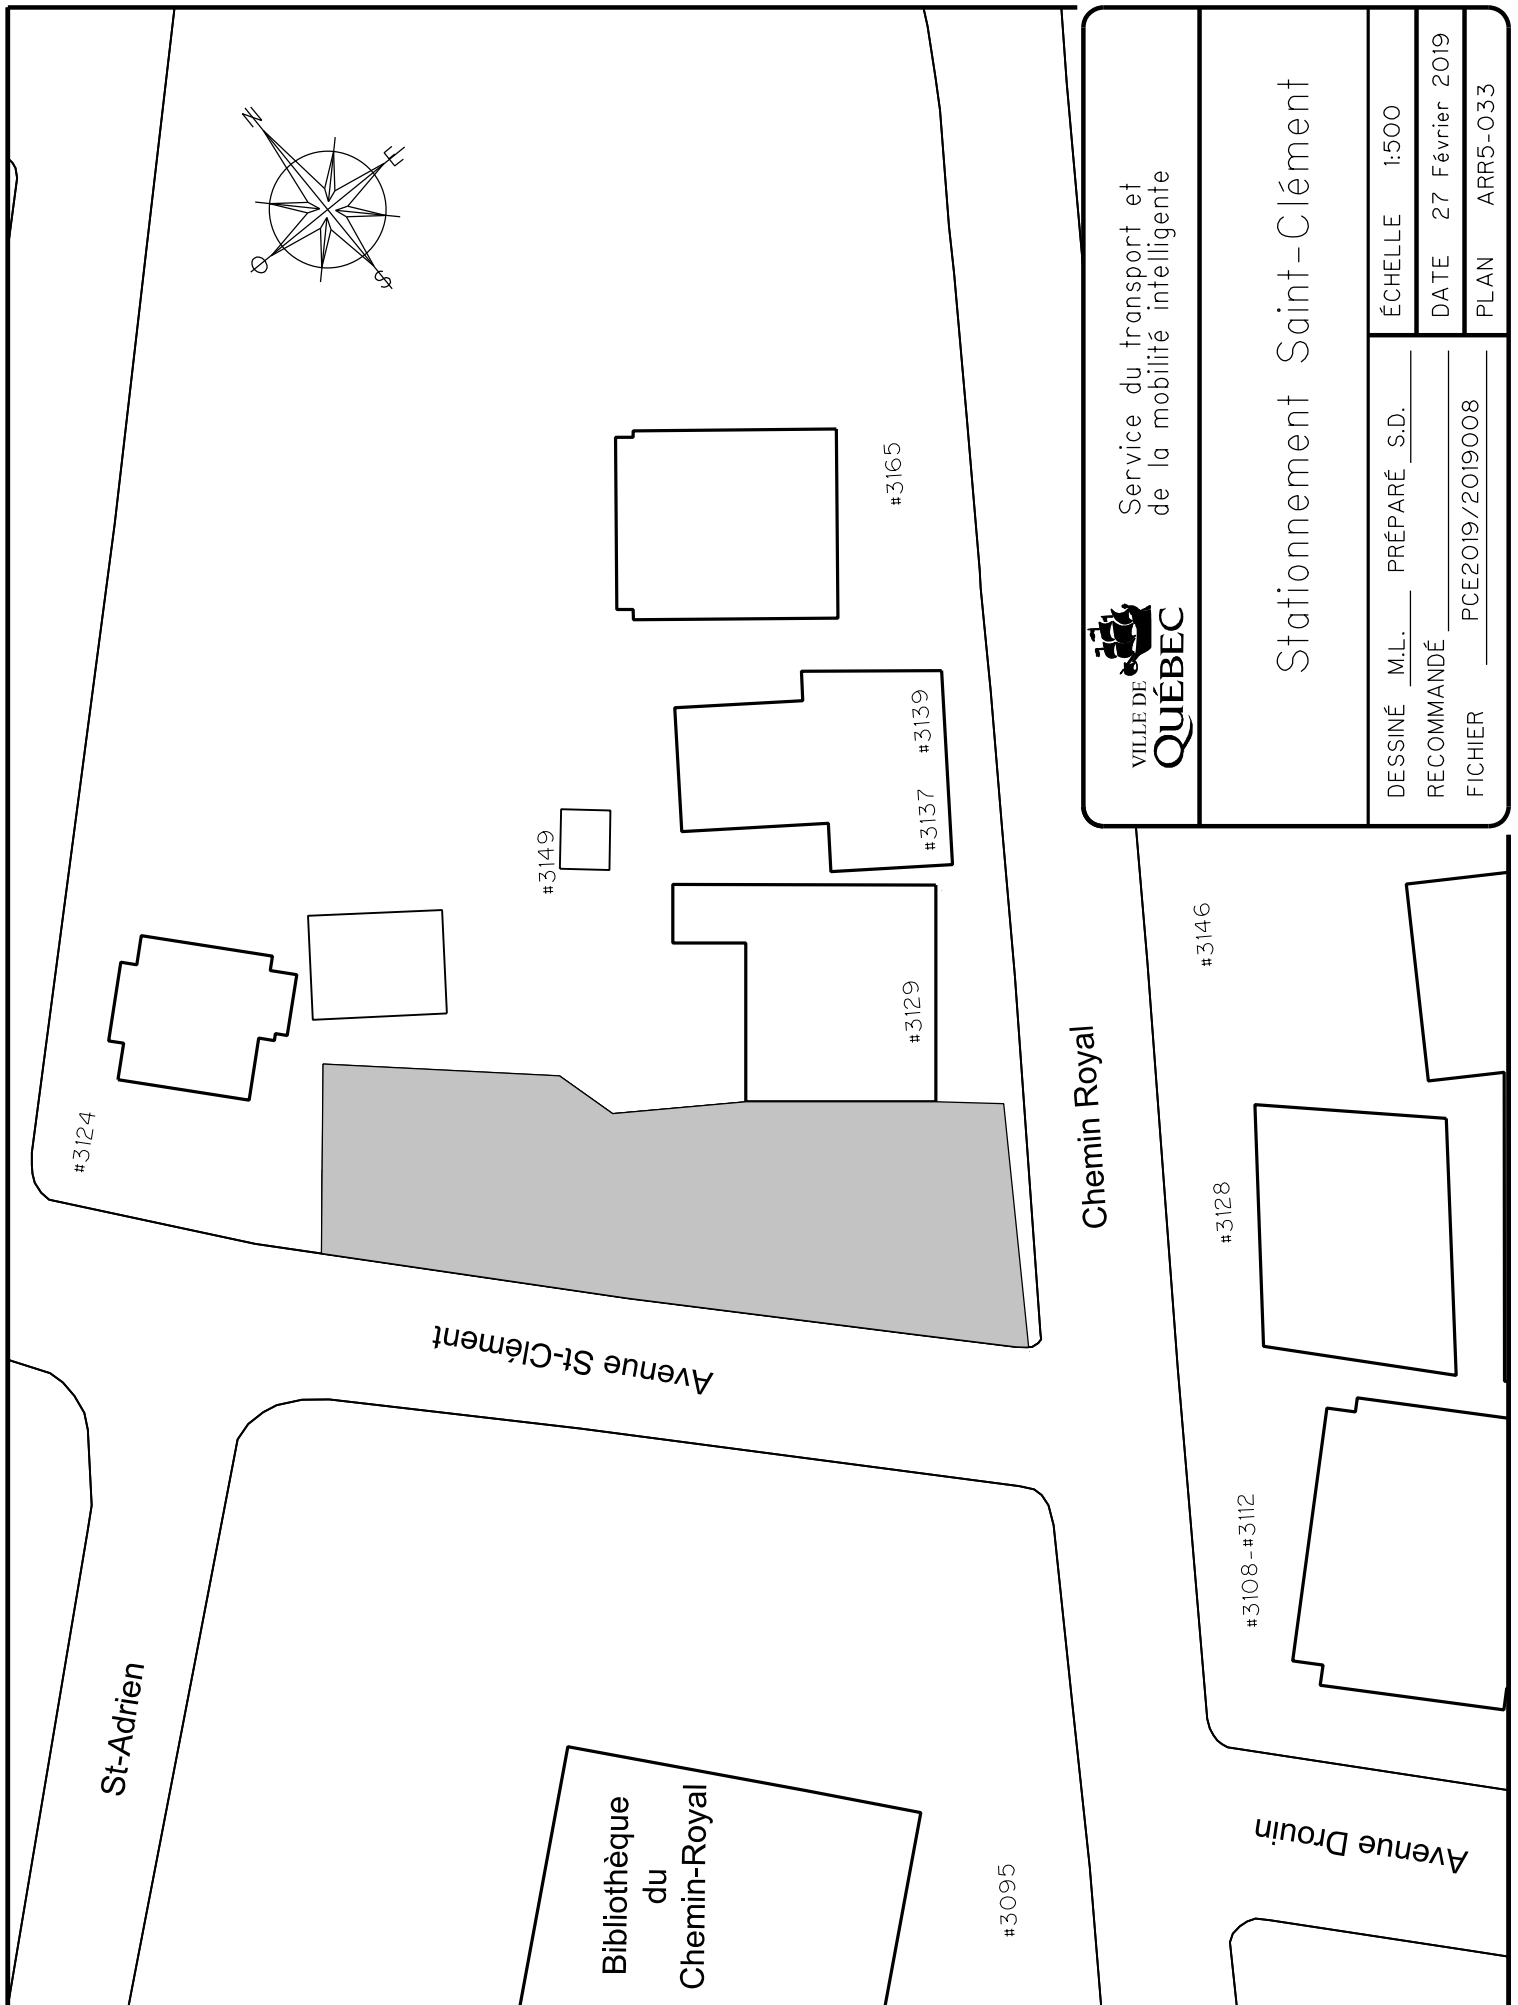 N
E
S
O
#3124
#3149
#3165
#3139
#3137
#3129
Chemin Royal
Avenue St-Clément
St-Adrien
Bibliothèque
du
Chemin-Royal
#3095
#3146
#3128
#3108-#3112
Avenue Drouin
VILLE DE
QUÉBEC
Service du transport et
de la mobilité intelligente
Stationnement Saint-Clément
DESSINÉ M.L. PRÉPARÉ S.D.
RECOMMANDÉ
FICHIER PCE2019/2019008
ÉCHELLE 1:500
DATE 27 Février 2019
PLAN ARR5-033